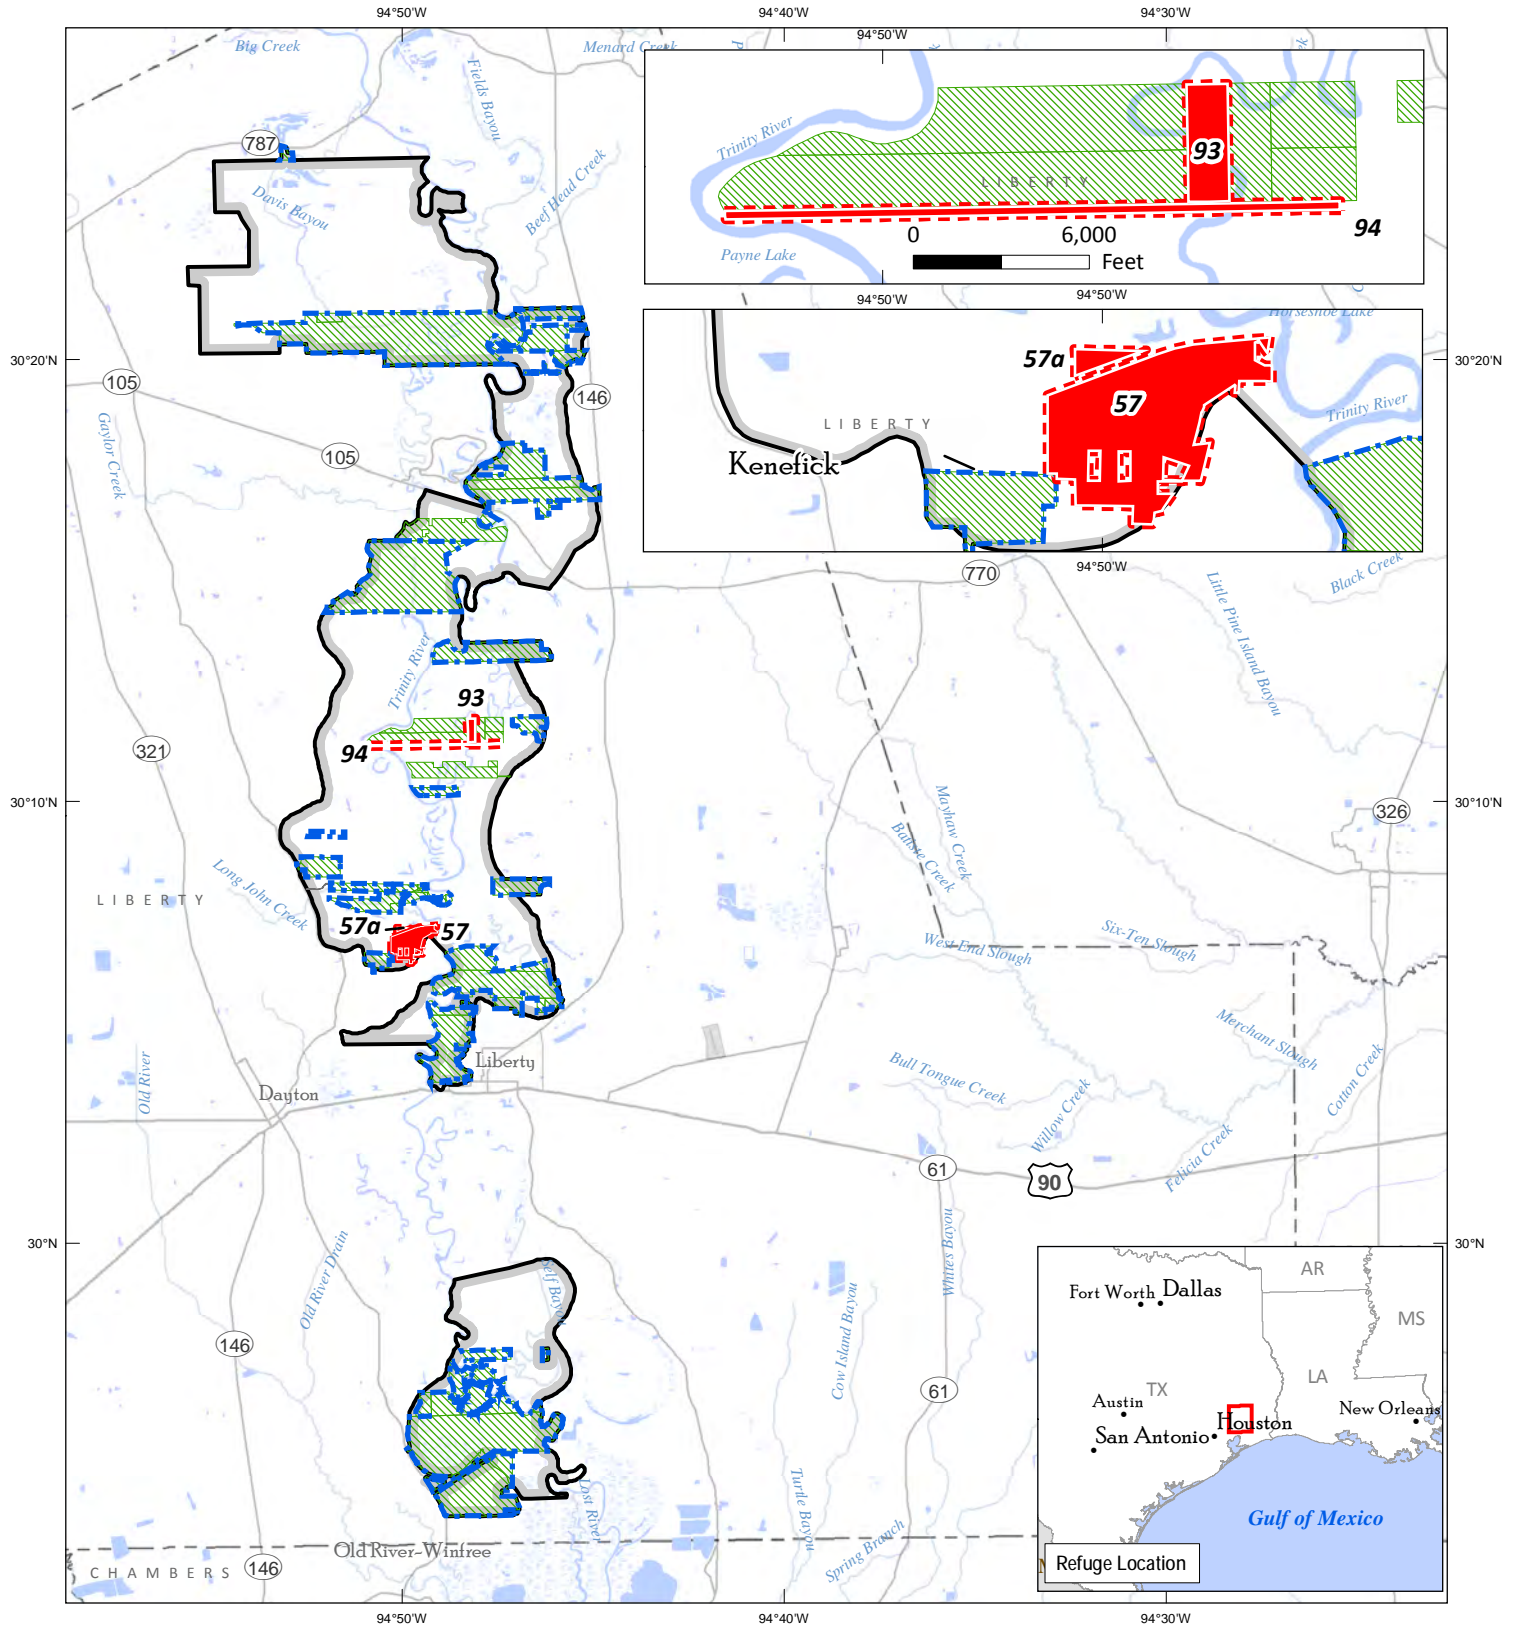 94°50'W
94°40'W
94°30'W
Big Creek
Menard Creek
Fields Bayou
787
Davis Bayou
Beef Head Creek
94°50'W
Trinity River
93
LIBERTY
94
Payne Lake
0
6,000
Feet
94°50'W
94°50'W
Horseshoe Lake
57a
57
LIBERTY
Trinity River
Kenefick
94°50'W
30°20'N
30°20'N
105
146
Gaylor Creek
105
770
Black Creek
Little Pine Island Bayou
Trinity River
93
94
321
30°10'N
30°10'N
326
Mayhaw Creek
Batiste Creek
Long John Creek
LIBERTY
57a
57
West End Slough
Six-Ten Slough
Merchant Slough
Cotton Creek
Old River
Liberty
Dayton
Bull Tongue Creek
Willow Creek
Felicia Creek
61
90
30°N
30°N
Old River Drain
Whites Bayou
Cow Island Bayou
146
61
Turtle Bayou
Spring Branch
Lost River
Old River-Winfree
CHAMBERS
146
AR
Fort Worth
Dallas
MS
TX
LA
Austin
Houston
New Orleans
San Antonio
Gulf of Mexico
Refuge Location
94°50'W
94°40'W
94°30'W